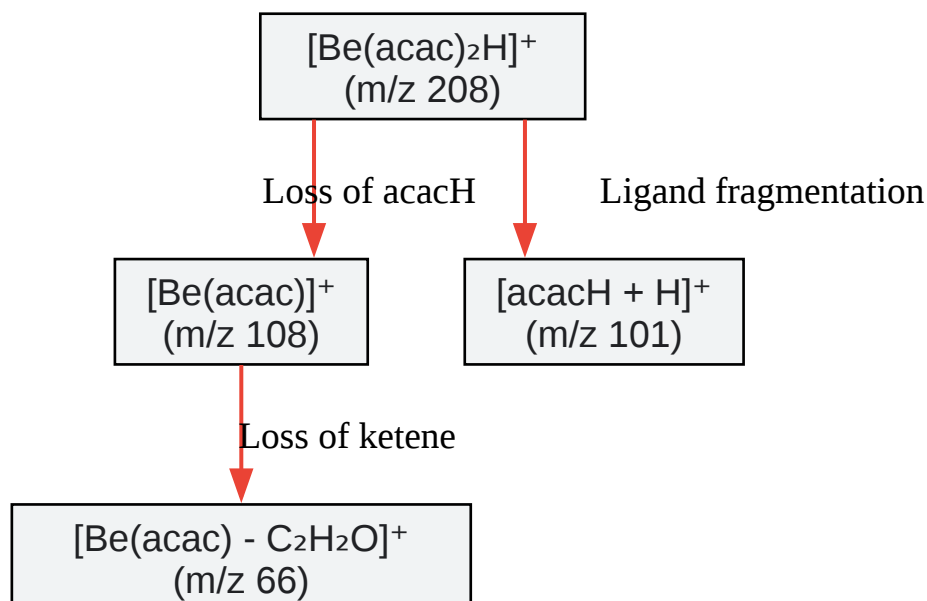 [Be(acac)₂H]⁺
(m/z 208)
Loss of acacH
Ligand fragmentation
[Be(acac)]⁺
(m/z 108)
[acacH + H]⁺
(m/z 101)
Loss of ketene
[Be(acac) - C₂H₂O]⁺
(m/z 66)